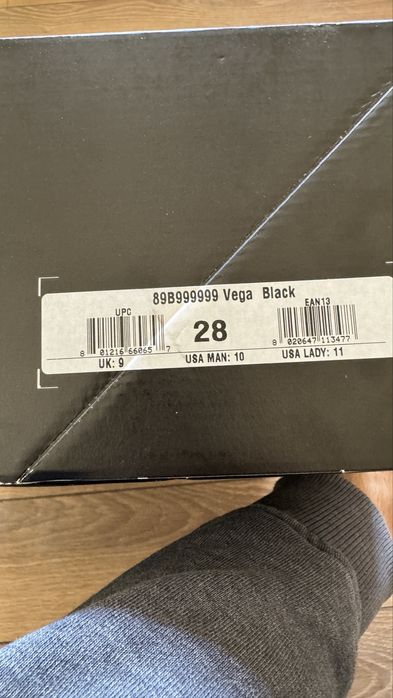 89B999999 Vega Black
UPC
EAN13
28
8 01216 66065 7
8 020647 113477
UK: 9
USA MAN: 10
USA LADY: 11